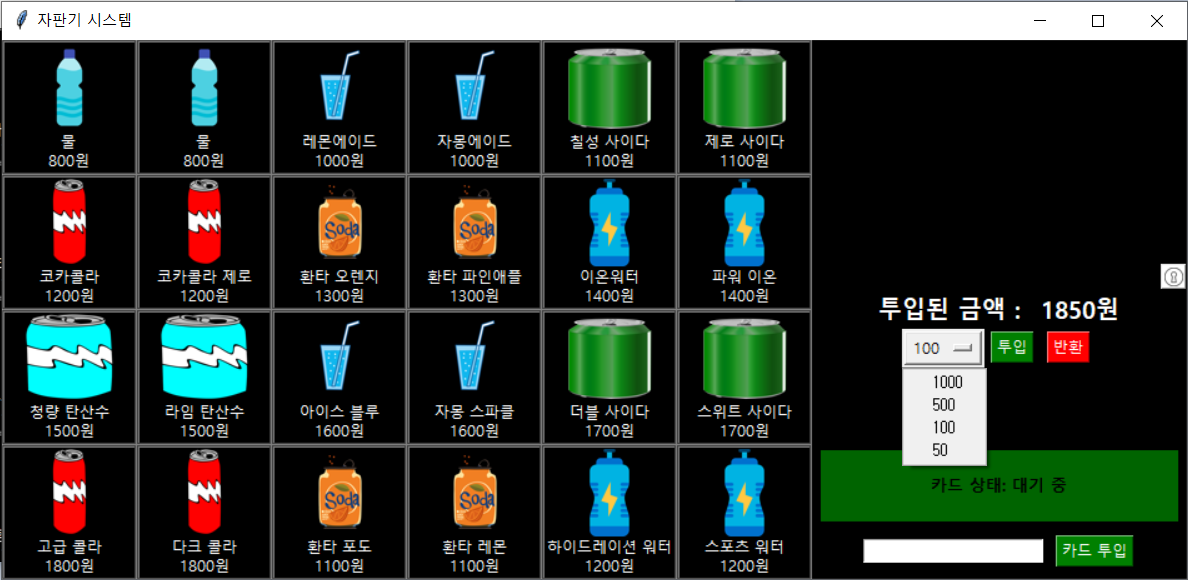 자판기 시스템
물 물 레몬에이드 자몽에이드 칠성 사이다 제로 사이다
800원 800원 1000원 1000원 1100원 1100원
Soda Soda
코카콜라 코카콜라 제로 환타 오렌지 환타 파인애플 이온워터 파워 이온
1200원 1200원 1300원 1300원 1400원 1400원
투입된 금액 : 1850원
100 투입 반환
1000
500
100
50
청량 탄산수 라임 탄산수 아이스 블루 자몽 스파클 더블 사이다 스위트 사이다
1500원 1500원 1600원 1600원 1700원 1700원
카드 상태: 대기 중
Soda Soda
고급 콜라 다크 콜라 환타 포도 환타 레몬 하이드레이션 워터 스포츠 워터
1800원 1800원 1100원 1100원 1200원 1200원
카드 투입